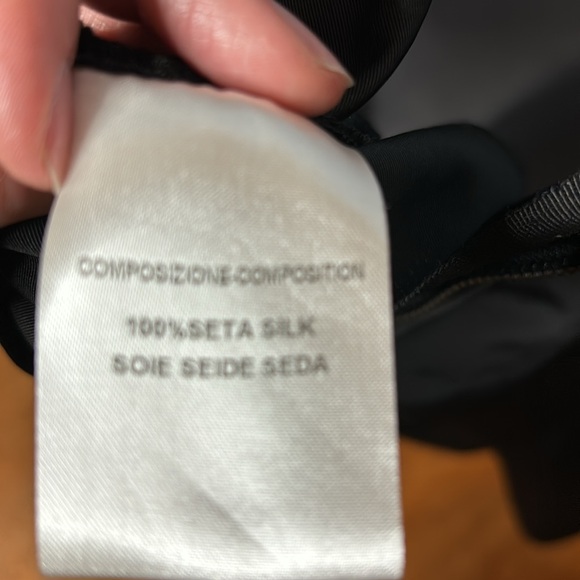 COMPOSIZIONE-COMPOSITION
100%SETA SILK
SOIE SEIDE SEDA